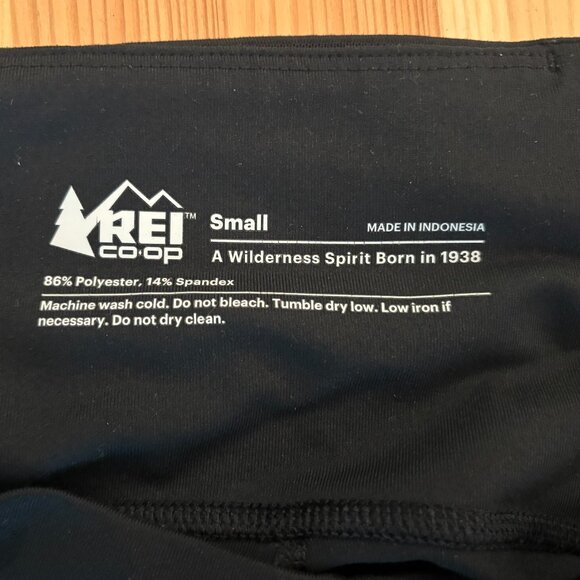 REI™
co·op
Small
MADE IN INDONESIA
A Wilderness Spirit Born in 1938
86% Polyester, 14% Spandex
Machine wash cold. Do not bleach. Tumble dry low. Low iron if
necessary. Do not dry clean.